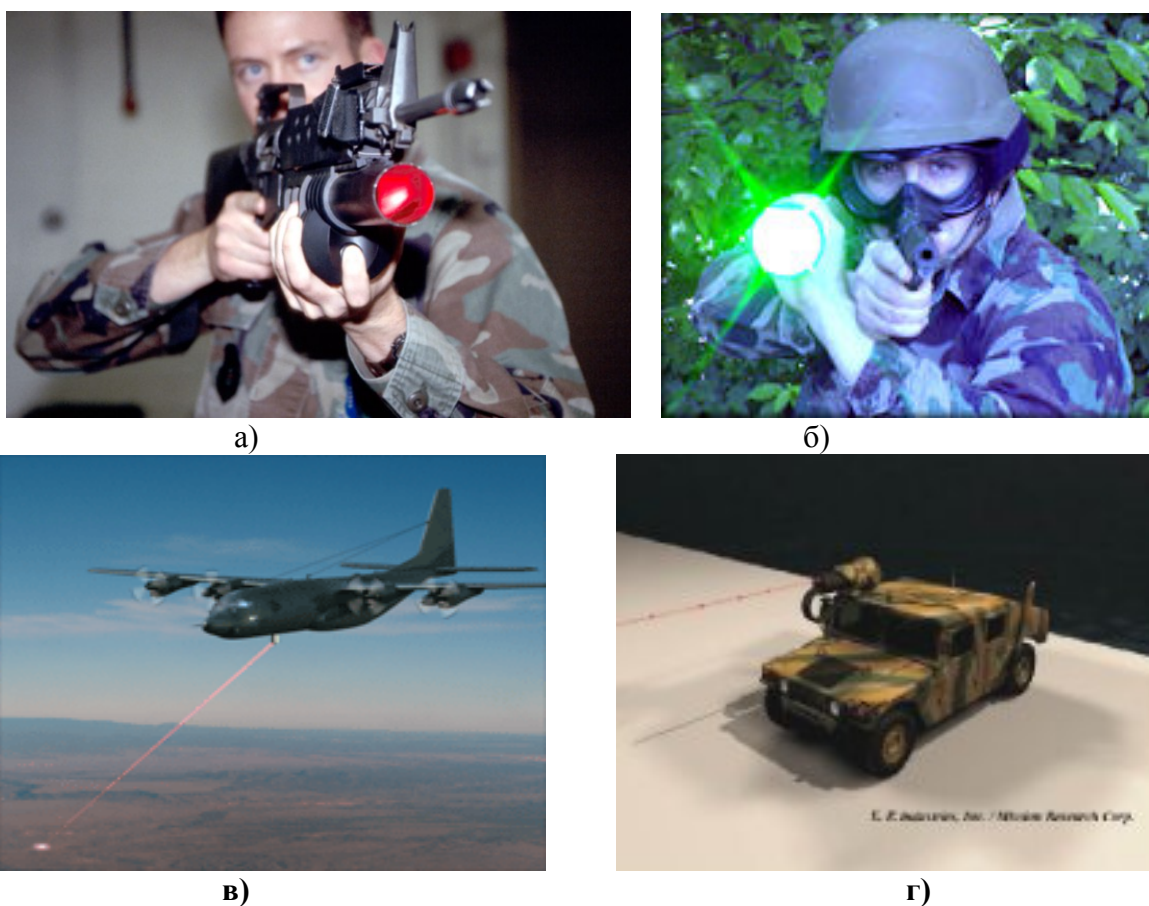 а)
б)
Industries, Inc. / Mission Research Corp.
в)
г)